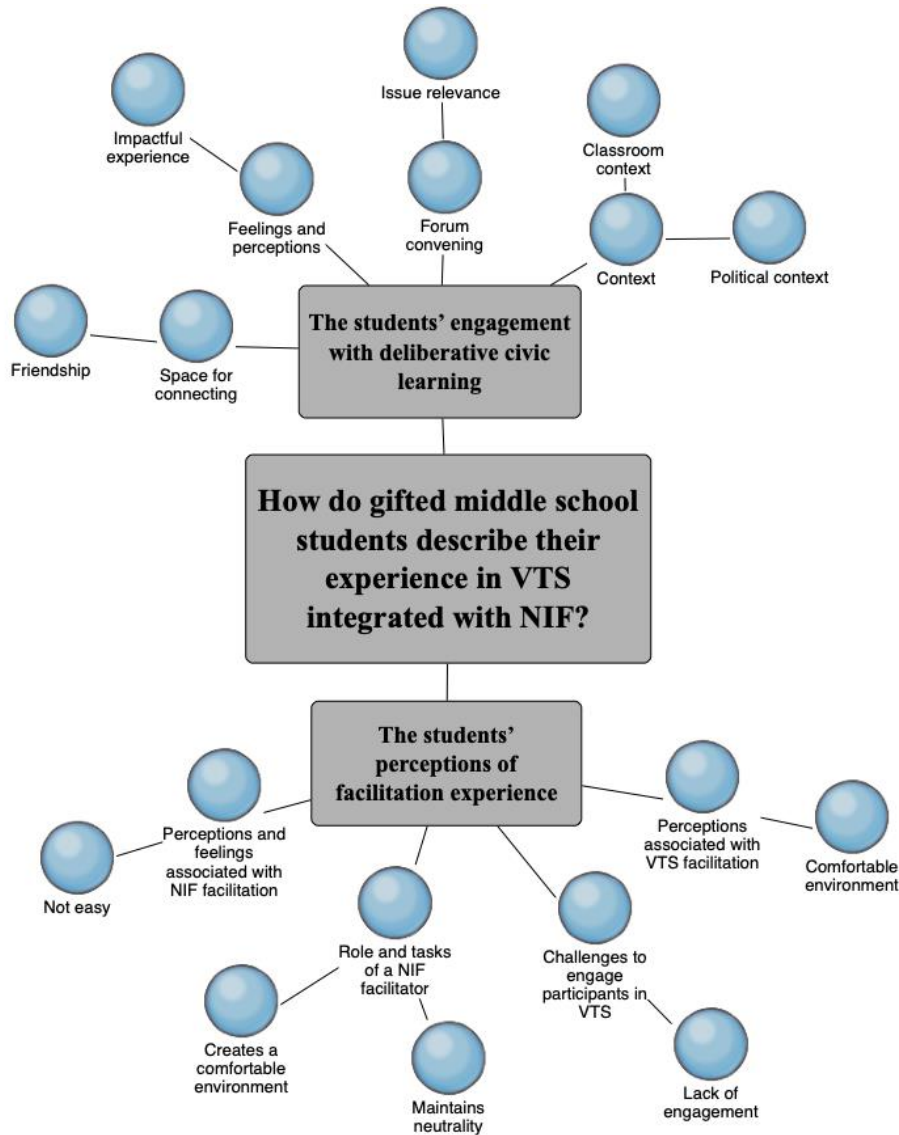 Issue relevance
Impactful
experience
Classroom
context
Feelings and
perceptions
Forum
convening
Context
Political context
Friendship
Space for
connecting
The students’ engagement
with deliberative civic
learning
How do gifted middle school
students describe their
experience in VTS
integrated with NIF?
The students’
perceptions of
facilitation experience
Perceptions and
feelings
associated with
NIF facilitation
Not easy
Perceptions
associated with
VTS facilitation
Comfortable
environment
Role and tasks
of a NIF
facilitator
Challenges to
engage
participants in
VTS
Creates a
comfortable
environment
Maintains
neutrality
Lack of
engagement